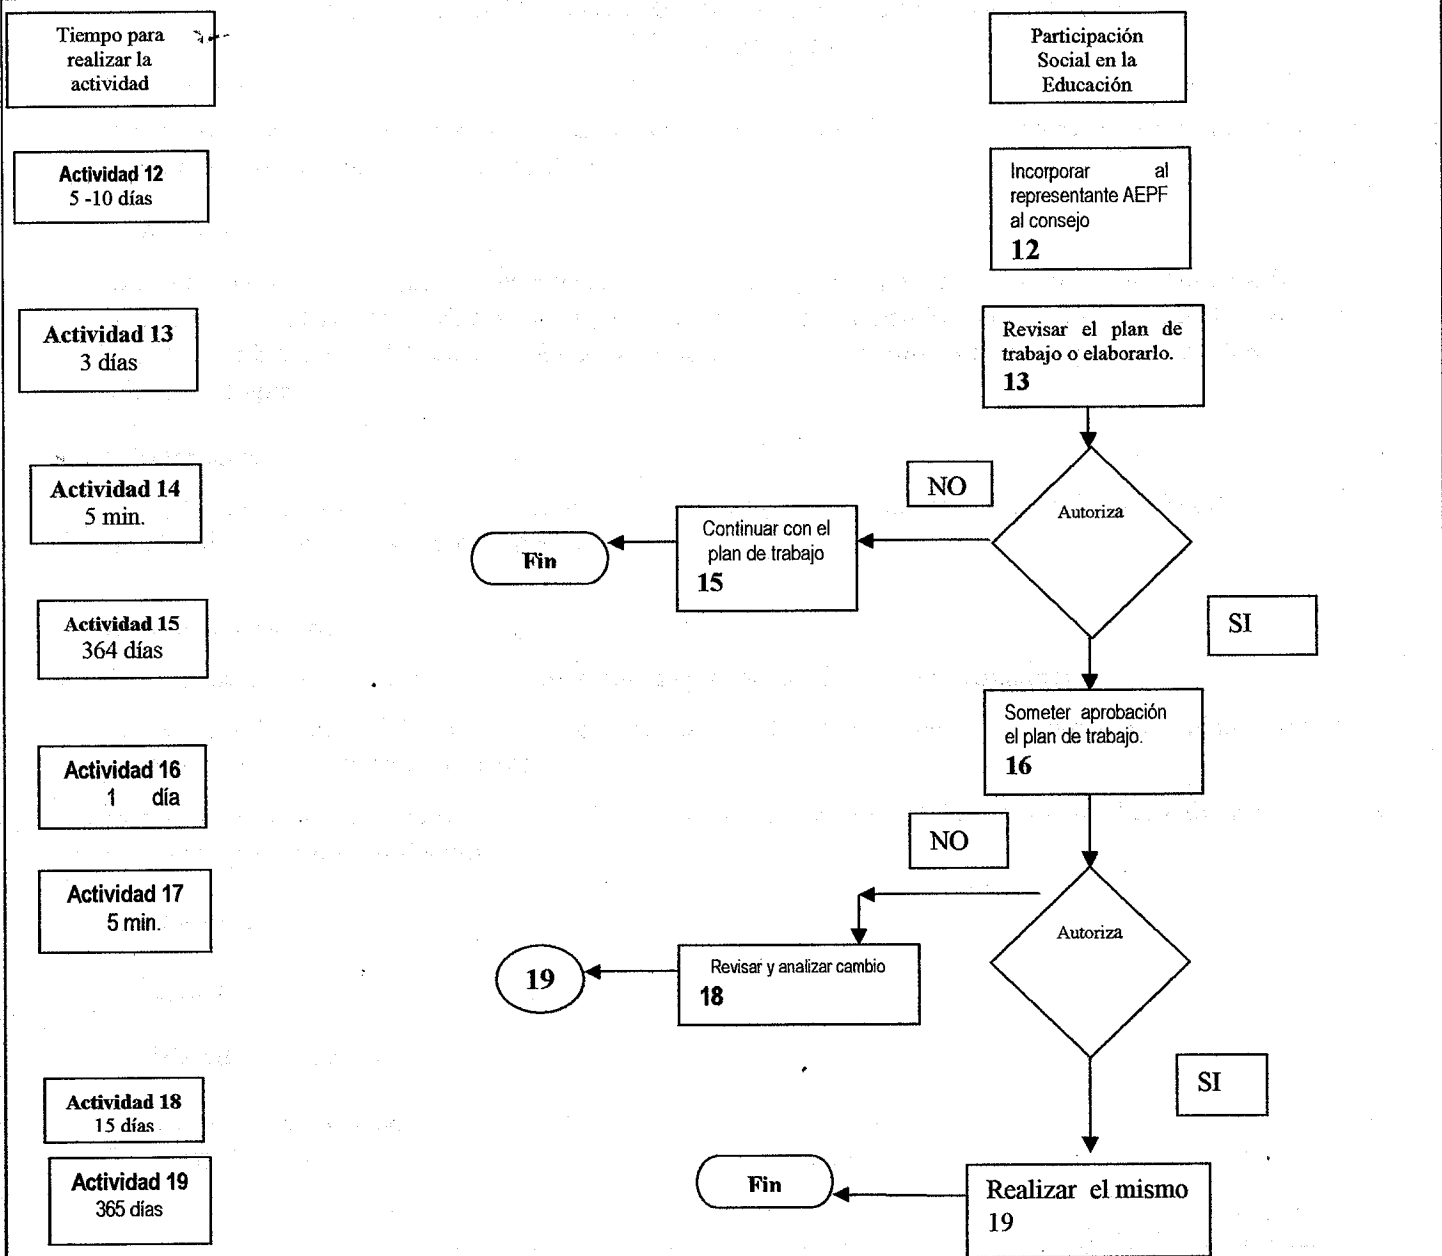 Tiempo para
realizar la
actividad
Participación
Social en la
Educación
Actividad 12
5 -10 días
Incorporar al
representante AEPF
al consejo
12
Actividad 13
3 días
Revisar el plan de
trabajo o elaborarlo.
13
Actividad 14
5 min.
NO
Autoriza
Continuar con el
plan de trabajo
15
Fin
Actividad 15
364 días
SI
Someter aprobación
el plan de trabajo.
16
Actividad 16
1 día
NO
Actividad 17
5 min.
Autoriza
Revisar y analizar cambio
18
19
SI
Actividad 18
15 días
Actividad 19
365 días
Fin
Realizar el mismo
19